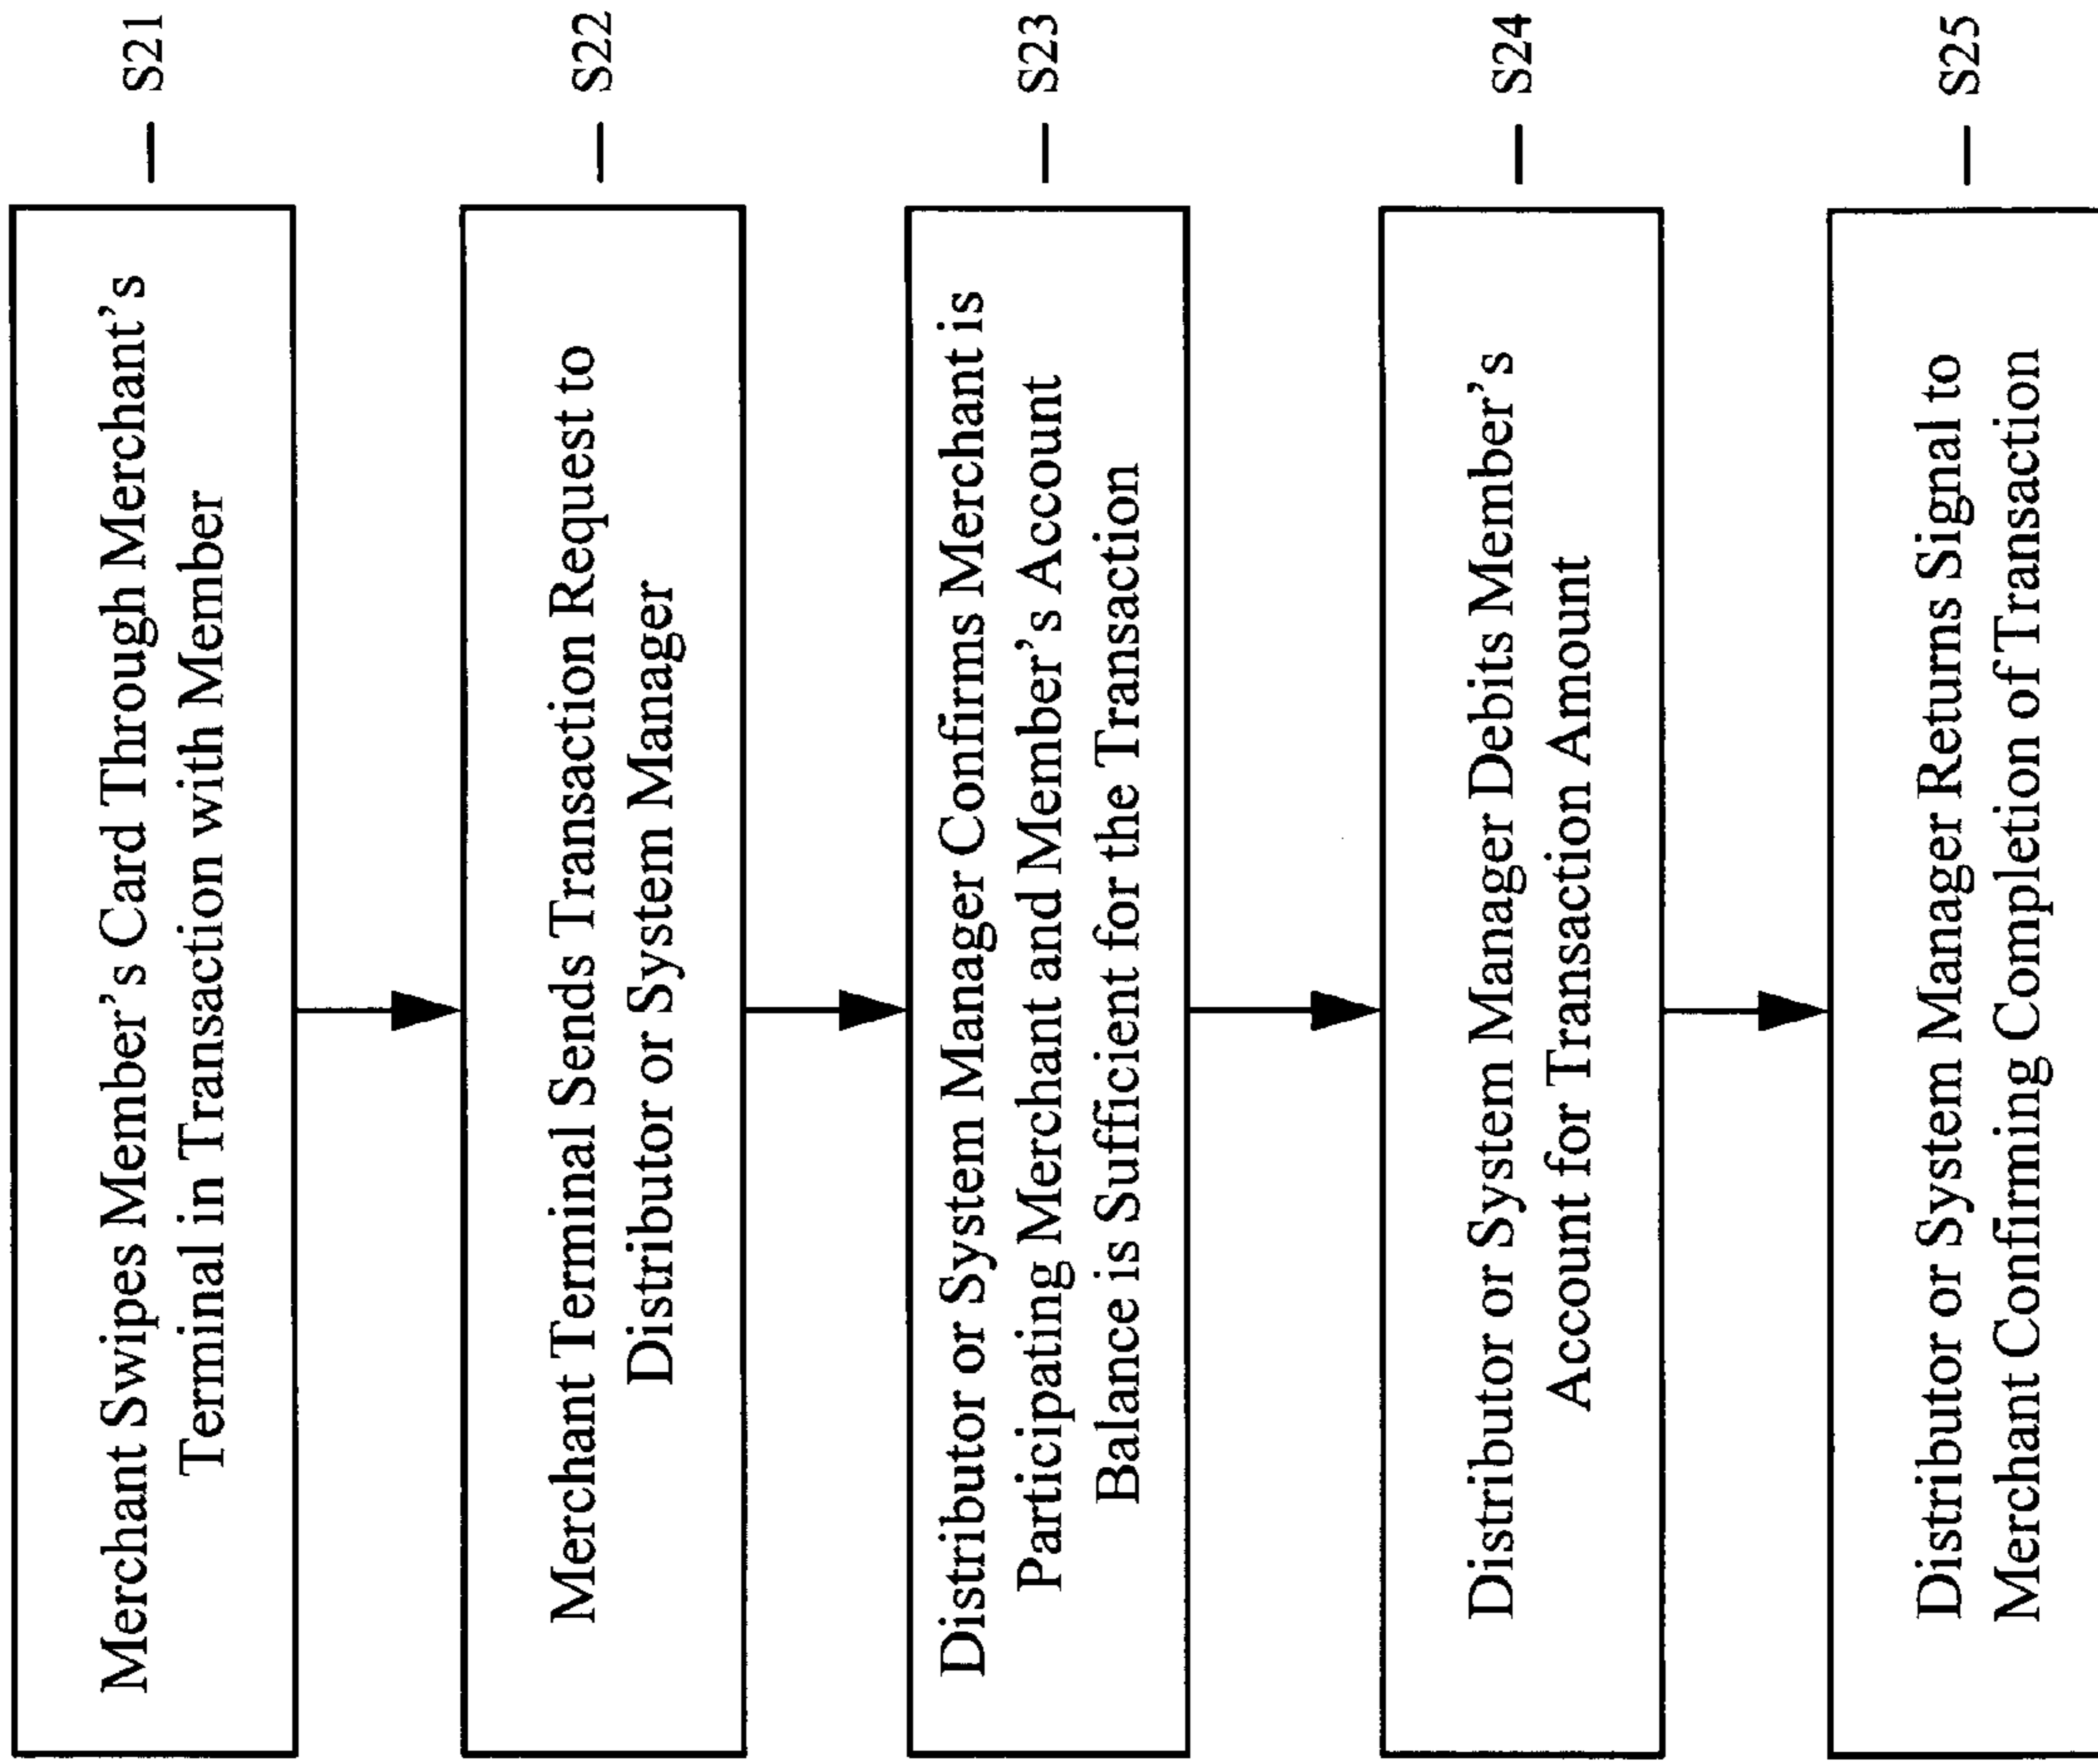 Merchant Swipes Member's Card Through Merchant's
Terminal in Transaction with Member
S21
Merchant Terminal Sends Transaction Request to
Distributor or System Manager
S22
Distributor or System Manager Confirms Merchant is
Participating Merchant and Member's Account
Balance is Sufficient for the Transaction
S23
Distributor or System Manager Debits Member's
Account for Transaction Amount
S24
Distributor or System Manager Returns Signal to
Merchant Confirming Completion of Transaction
S25